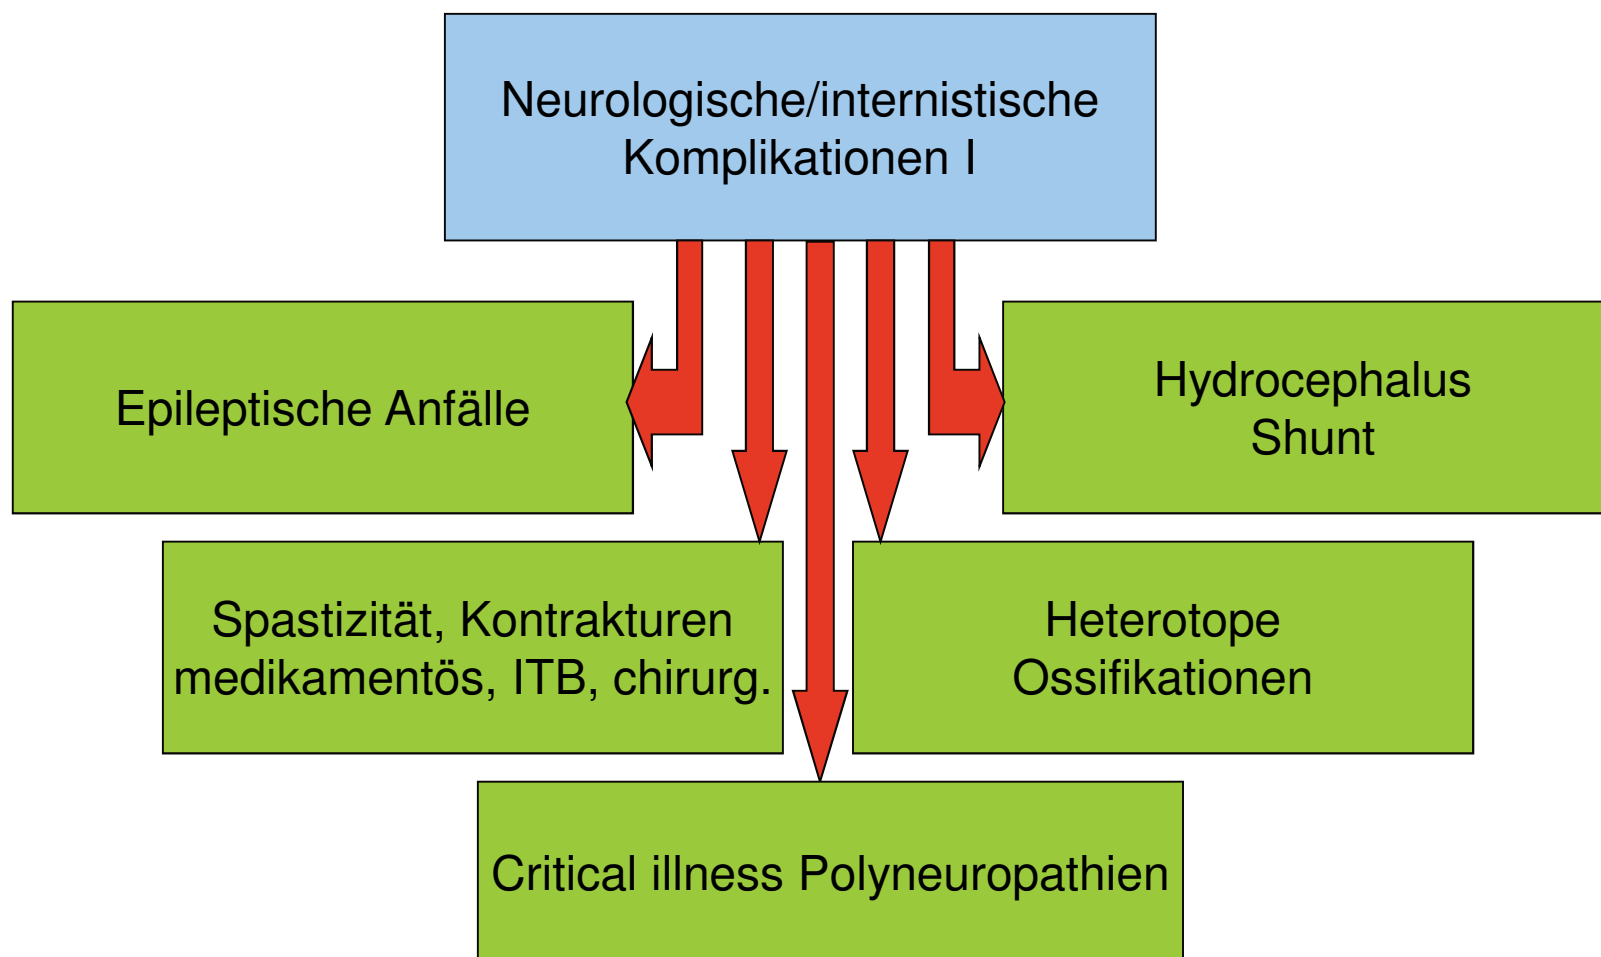 Neurologische/internistische
Komplikationen I
Epileptische Anfälle
Hydrocephalus
Shunt
Spastizität, Kontrakturen
medikamentös, ITB, chirurg.
Heterotope
Ossifikationen
Critical illness Polyneuropathien